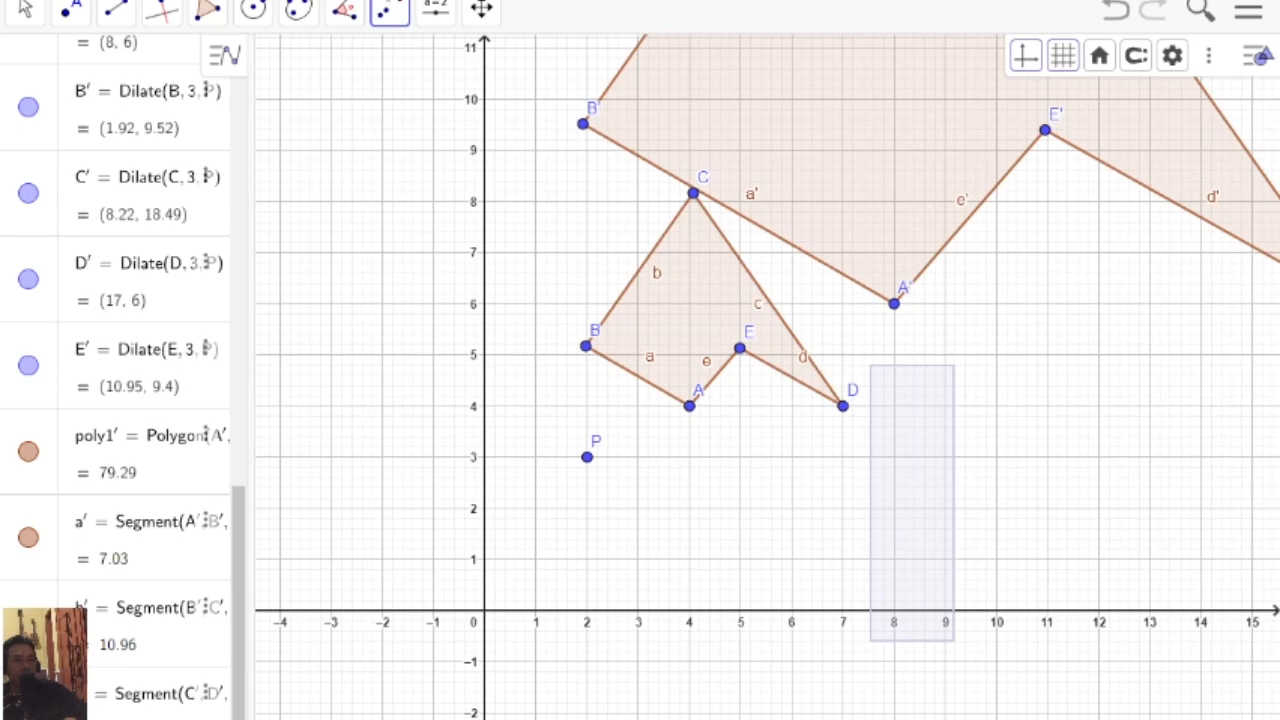 A
a=2
= (8, 6)
B′ = Dilate(B, 3, P)
= (1.92, 9.52)
C′ = Dilate(C, 3, P)
= (8.22, 18.49)
D′ = Dilate(D, 3, P)
= (17, 6)
E′ = Dilate(E, 3, P)
= (10.95, 9.4)
poly1′ = Polygon(A′,
= 79.29
a′ = Segment(A′, B′,
= 7.03
b′ = Segment(B′, C′,
10.96
= Segment(C′, D′,
11
10
9
8
7
6
5
4
3
2
1
0
−1
−2
−4 −3 −2 −1 0 1 2 3 4 5 6 7 8 9 10 11 12 13 14 15
B'
E'
C
a'
e'
d'
b
A'
c
B
E
a
e
d
A
D
P